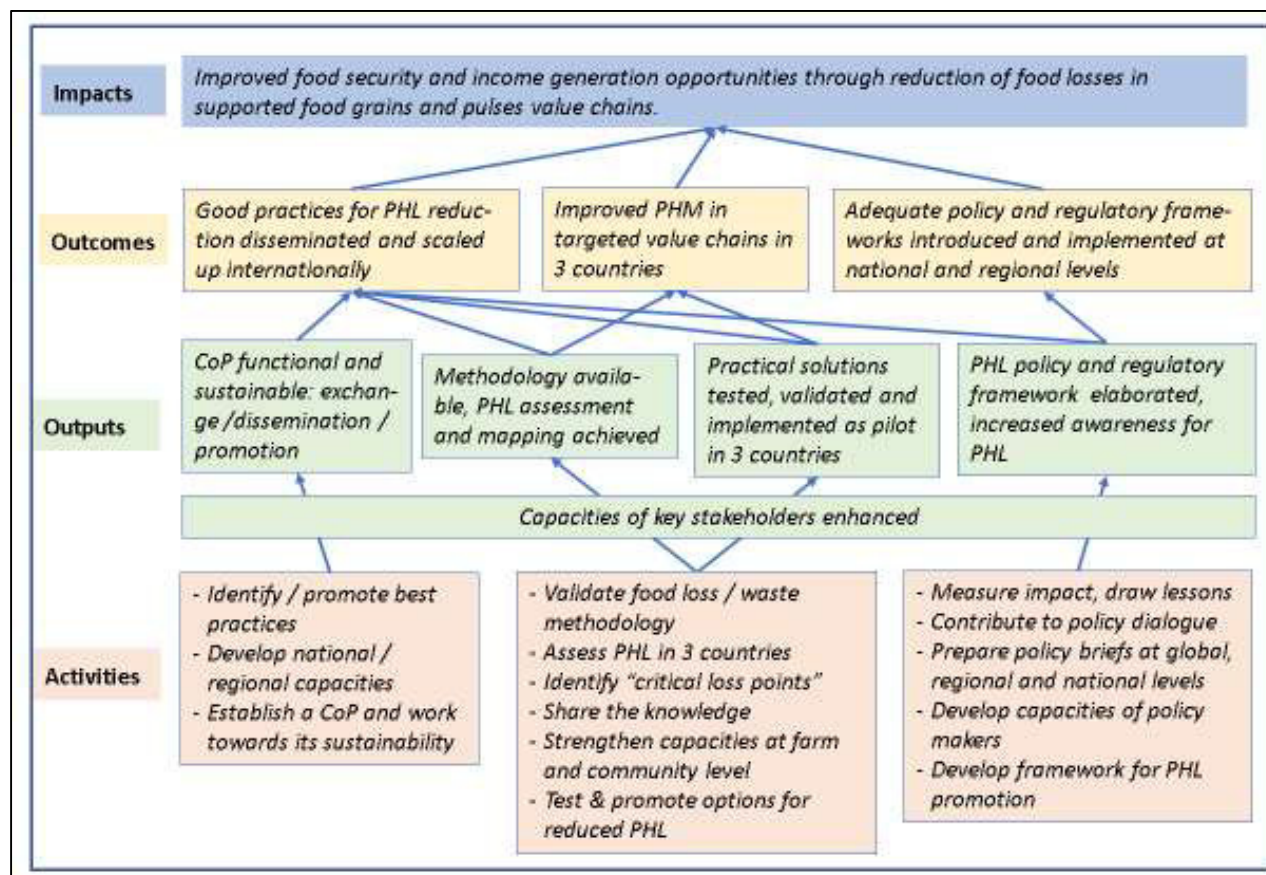 Impacts
Improved food security and income generation opportunities through reduction of food losses in
supported food grains and pulses value chains.
Outcomes
Good practices for PHL reduc-
tion disseminated and scaled
up internationally
Improved PHM in
targeted value chains in
3 countries
Adequate policy and regulatory frame-
works introduced and implemented at
national and regional levels
Outputs
CoP functional and
sustainable: exchan-
ge /dissemination /
promotion
Methodology availa-
ble, PHL assessment
and mapping achieved
Practical solutions
tested, validated and
implemented as pilot
in 3 countries
PHL policy and regulatory
framework elaborated,
increased awareness for
PHL
Capacities of key stakeholders enhanced
Activities
- Identify / promote best
practices
- Develop national /
regional capacities
- Establish a CoP and work
towards its sustainability
- Validate food loss / waste
methodology
- Assess PHL in 3 countries
- Identify "critical loss points"
- Share the knowledge
- Strengthen capacities at farm
and community level
- Test & promote options for
reduced PHL
- Measure impact, draw lessons
- Contribute to policy dialogue
- Prepare policy briefs at global,
regional and national levels
- Develop capacities of policy
makers
- Develop framework for PHL
promotion